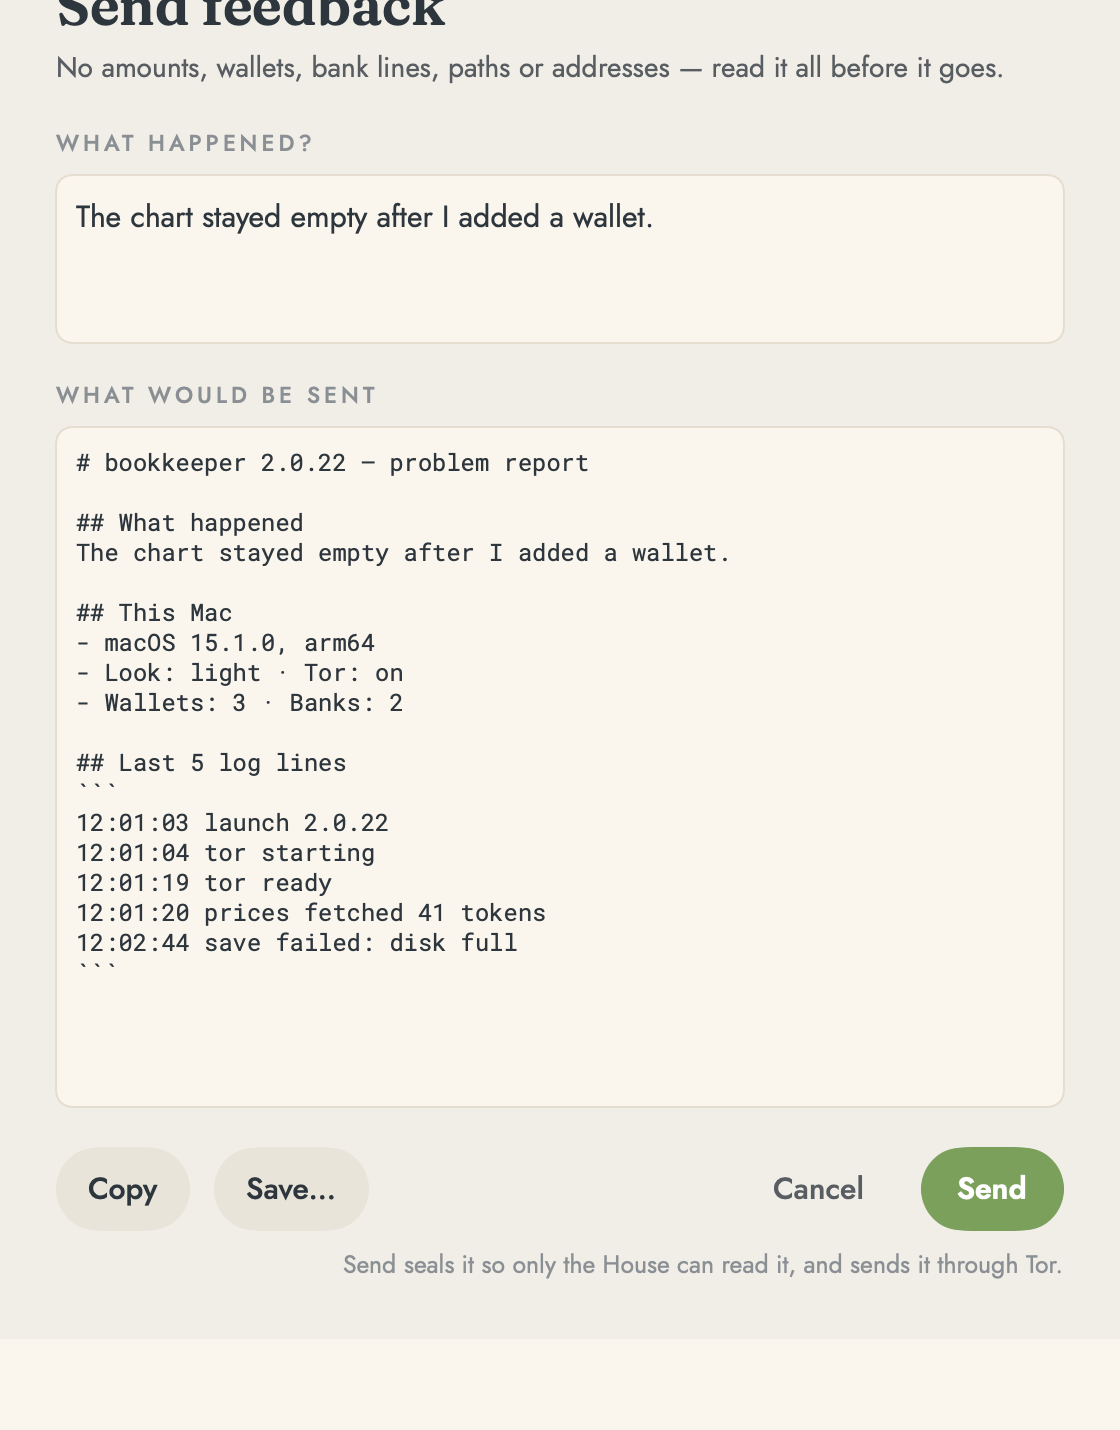 Send feedback
No amounts, wallets, bank lines, paths or addresses — read it all before it goes.
WHAT HAPPENED?
The chart stayed empty after I added a wallet.
WHAT WOULD BE SENT
# bookkeeper 2.0.22 — problem report
## What happened
The chart stayed empty after I added a wallet.
## This Mac
- macOS 15.1.0, arm64
- Look: light · Tor: on
- Wallets: 3 · Banks: 2
## Last 5 log lines
```
12:01:03 launch 2.0.22
12:01:04 tor starting
12:01:19 tor ready
12:01:20 prices fetched 41 tokens
12:02:44 save failed: disk full
```
Copy Save... Cancel Send
Send seals it so only the House can read it, and sends it through Tor.